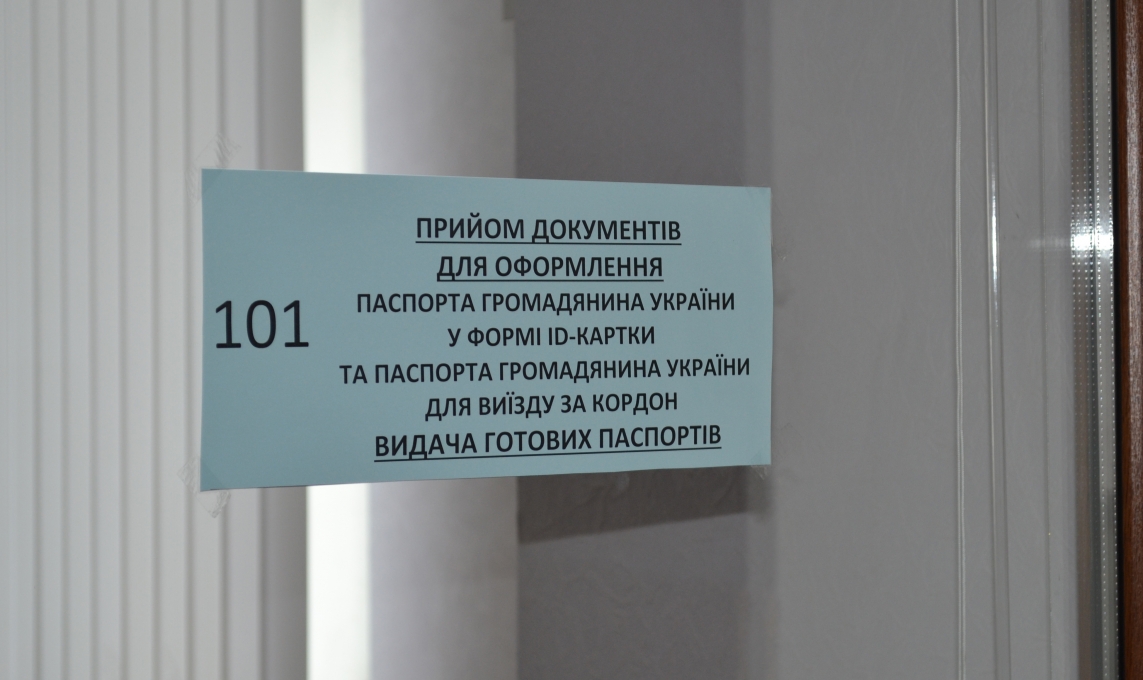 101
ПРИЙОМ ДОКУМЕНТІВ
ДЛЯ ОФОРМЛЕННЯ
ПАСПОРТА ГРОМАДЯНИНА УКРАЇНИ
У ФОРМІ ID-КАРТКИ
ТА ПАСПОРТА ГРОМАДЯНИНА УКРАЇНИ
ДЛЯ ВИЇЗДУ ЗА КОРДОН
ВИДАЧА ГОТОВИХ ПАСПОРТІВ